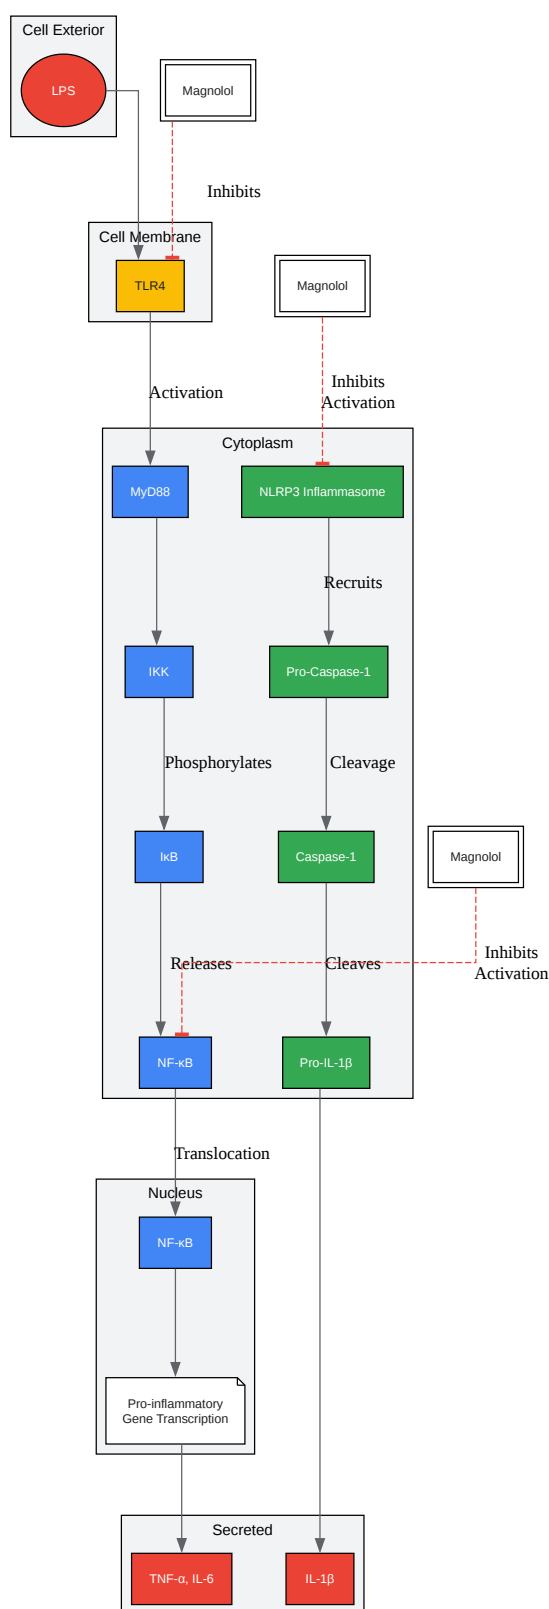 Cell Exterior
LPS
Magnolol
Inhibits
Cell Membrane
TLR4
Magnolol
Activation
Inhibits
Activation
Cytoplasm
MyD88
NLRP3 Inflammasome
Recruits
IKK
Pro-Caspase-1
Phosphorylates
Cleavage
IκB
Caspase-1
Magnolol
Releases
Cleaves
Inhibits
Activation
NF-κB
Pro-IL-1β
Translocation
Nucleus
NF-κB
Pro-inflammatory
Gene Transcription
Secreted
TNF-α, IL-6
IL-1β